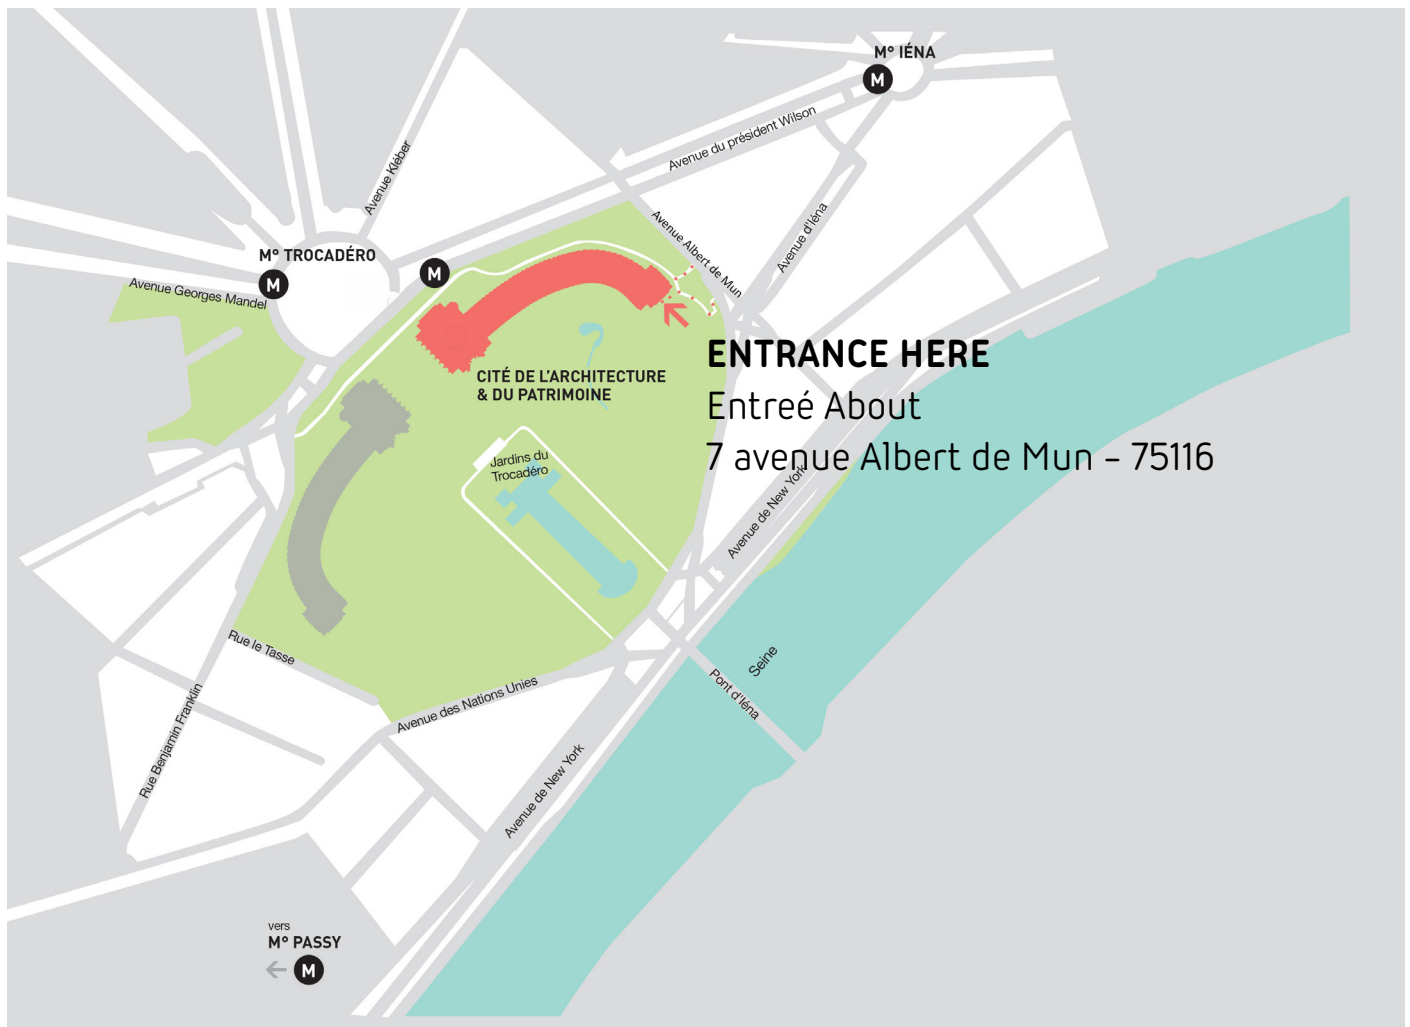 M° IÉNA
M
Avenue du président Wilson
Avenue Kléber
Avenue Albert de Mun
Avenue d'Iéna
M° TROCADÉRO
M
M
Avenue Georges Mandel
ENTRANCE HERE
Entreé About
7 avenue Albert de Mun - 75116
CITÉ DE L'ARCHITECTURE
& DU PATRIMOINE
Jardins du
Trocadéro
Avenue de New York
Rue le Tasse
Seine
Pont d'Iéna
Avenue des Nations Unies
Rue Benjamin Franklin
Avenue de New York
vers
M° PASSY
M